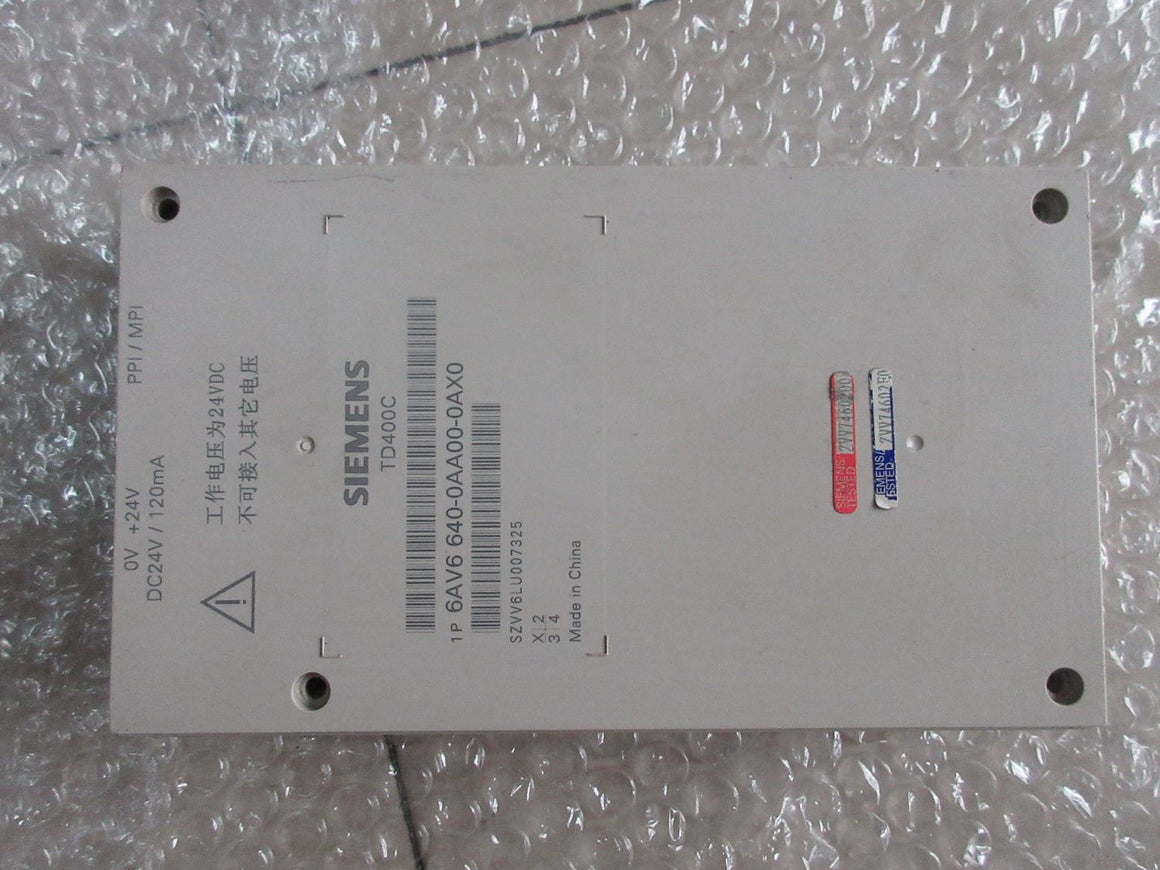 PPI / MPI
0V +24V
DC24V / 120mA
工作电压为24VDC
不可接入其它电压
SIEMENS
TD400C
1P 6AV6 640-0AA00-0AX0
SZVV6LU007325
X 2
3 4
Made in China
SIEMENS
TESTED
EMENS
TESTED